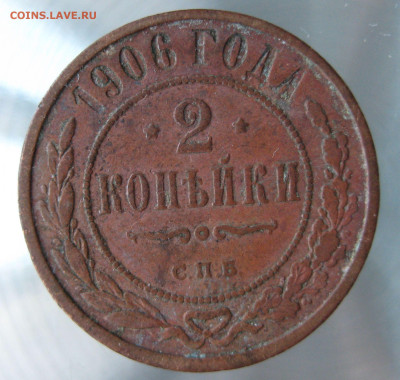 COINS.LAVE.RU
1906 ГОДА
2
КОПѢЙКИ
С.П.Б.